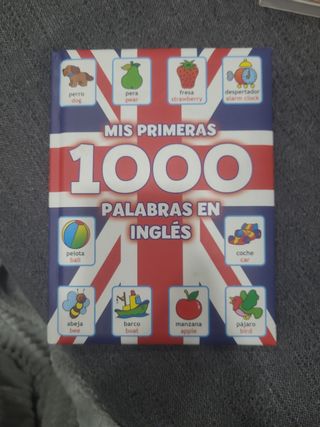 perro
dog
pera
pear
fresa
strawberry
despertador
alarm clock
MIS PRIMERAS
1000
PALABRAS EN
INGLÉS
pelota
ball
coche
car
abeja
bee
barco
boat
manzana
apple
pájaro
bird